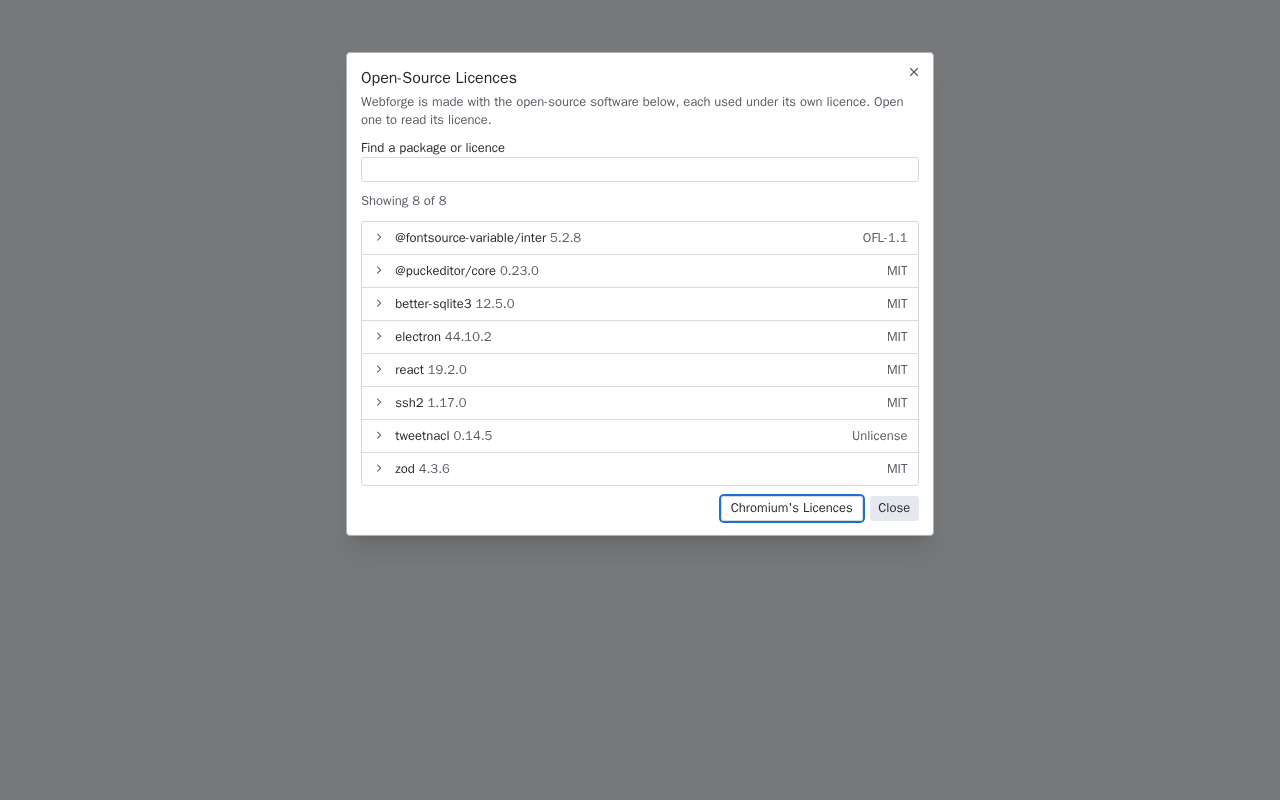 Open-Source Licences
Webforge is made with the open-source software below, each used under its own licence. Open
one to read its licence.
Find a package or licence
Showing 8 of 8
@fontsource-variable/inter 5.2.8 OFL-1.1
@puckeditor/core 0.23.0 MIT
better-sqlite3 12.5.0 MIT
electron 44.10.2 MIT
react 19.2.0 MIT
ssh2 1.17.0 MIT
tweetnacl 0.14.5 Unlicense
zod 4.3.6 MIT
Chromium's Licences Close